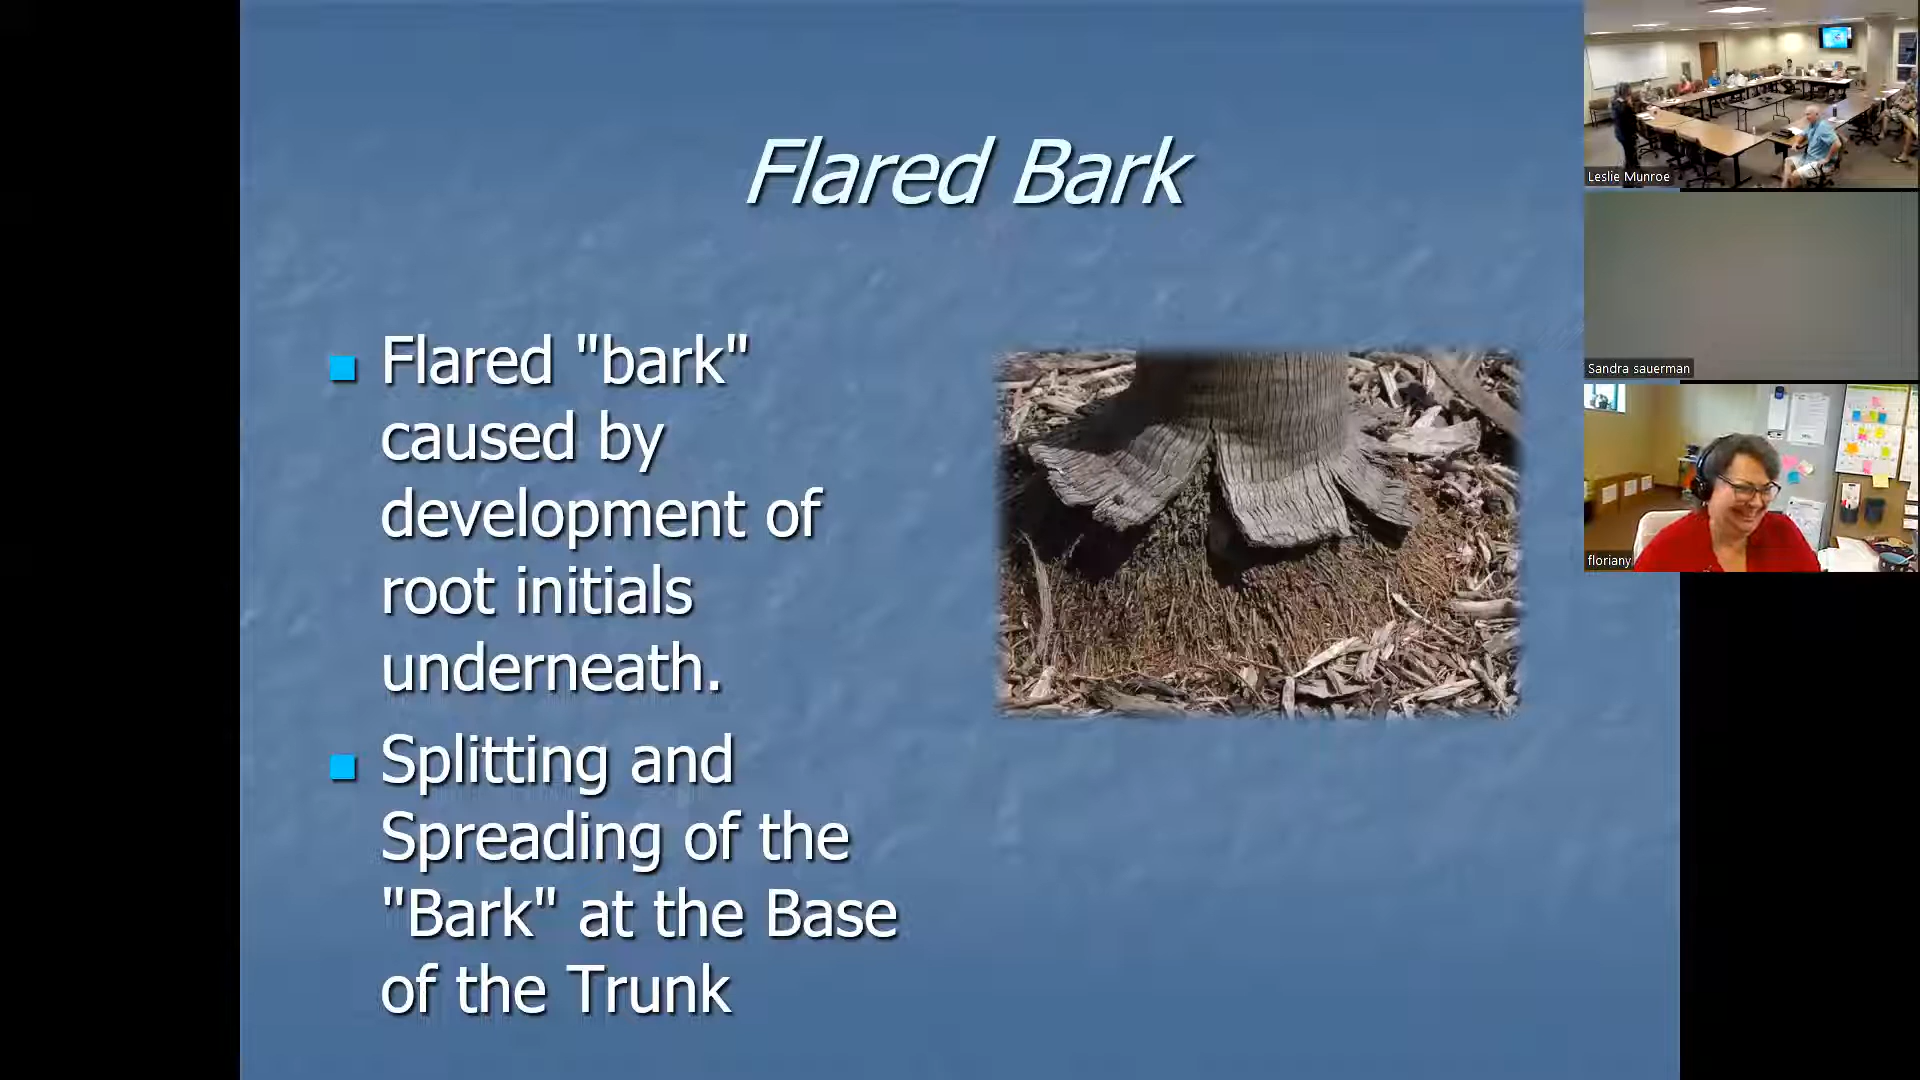 Flared Bark
Flared "bark"
caused by
development of
root initials
underneath.
Splitting and
Spreading of the
"Bark" at the Base
of the Trunk
Leslie Munroe
Sandra sauerman
floriany